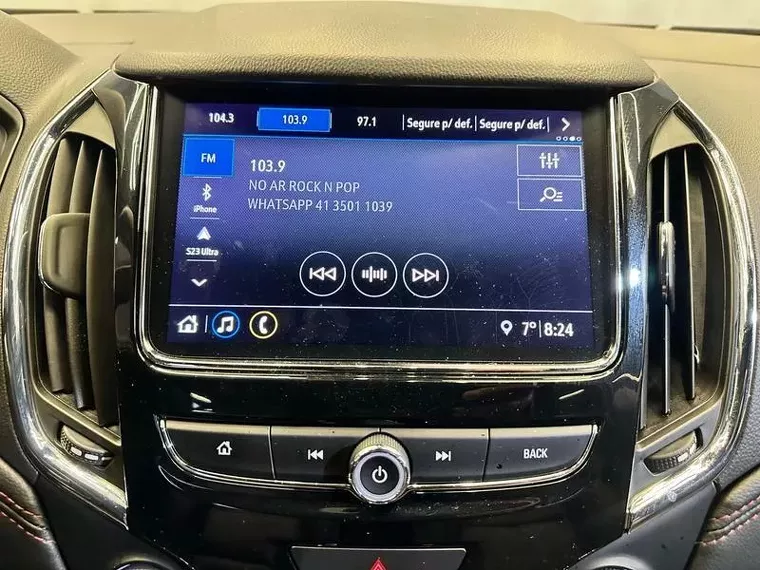 104.3 103.9 97.1 Segure p/ def. Segure p/ def.
FM
103.9
NO AR ROCK N POP
WHATSAPP 41 3501 1039
iPhone
S23 Ultra
7° 8:24
BACK